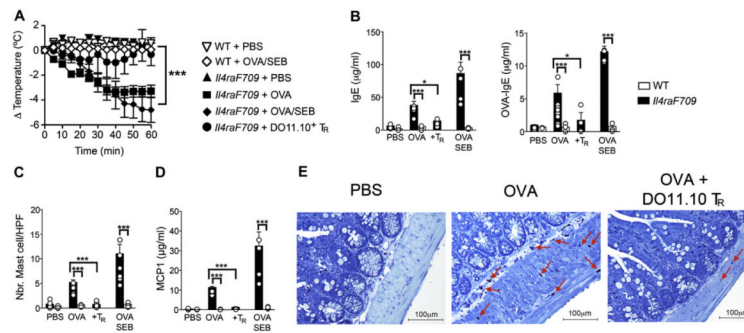 A
Δ Temperature (ºC)
2
0
-2
-4
-6
0 10 20 30 40 50 60
Time (min)
***
WT + PBS
WT + OVA/SEB
Il4raF709 + PBS
Il4raF709 + OVA
Il4raF709 + OVA/SEB
Il4raF709 + DO11.10+ TR
B
IgE (μg/ml)
150
100
50
0
*
***
***
PBS OVA +TR OVA
SEB
OVA-IgE (μg/ml)
15
10
5
0
*
***
***
PBS OVA +TR OVA
SEB
WT
Il4raF709
C
Nbr. Mast cell/HPF
20
15
10
5
0
***
***
***
PBS OVA +TR OVA
SEB
D
MCP1 (μg/ml)
50
40
30
20
10
0
***
***
***
PBS OVA +TR OVA
SEB
E
PBS
OVA
OVA +
DO11.10 TR
100μm
100μm
100μm